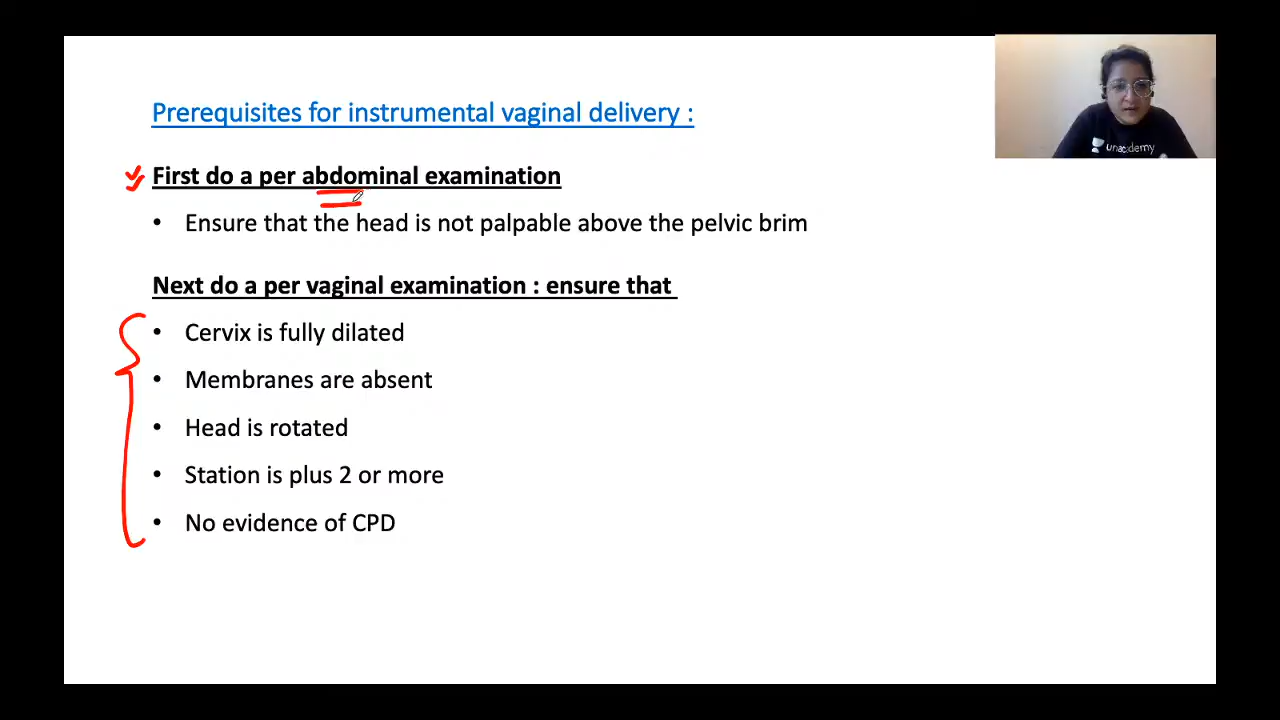 Prerequisites for instrumental vaginal delivery :
unacademy
First do a per abdominal examination
• Ensure that the head is not palpable above the pelvic brim
Next do a per vaginal examination : ensure that
• Cervix is fully dilated
• Membranes are absent
• Head is rotated
• Station is plus 2 or more
• No evidence of CPD